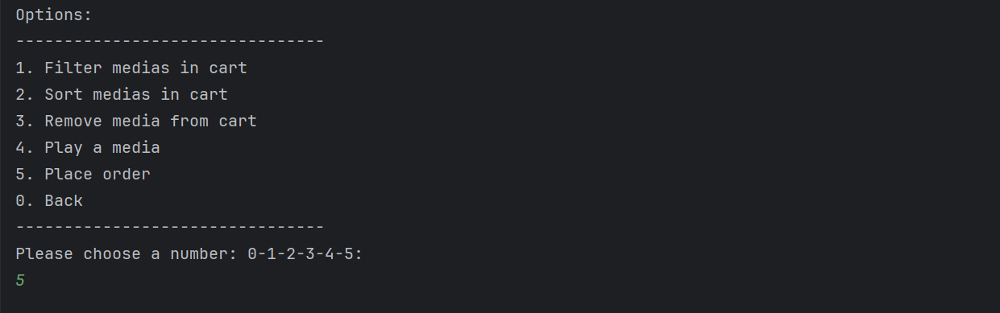 Options:
--------------------------------
1. Filter medias in cart
2. Sort medias in cart
3. Remove media from cart
4. Play a media
5. Place order
0. Back
--------------------------------
Please choose a number: 0-1-2-3-4-5:
5